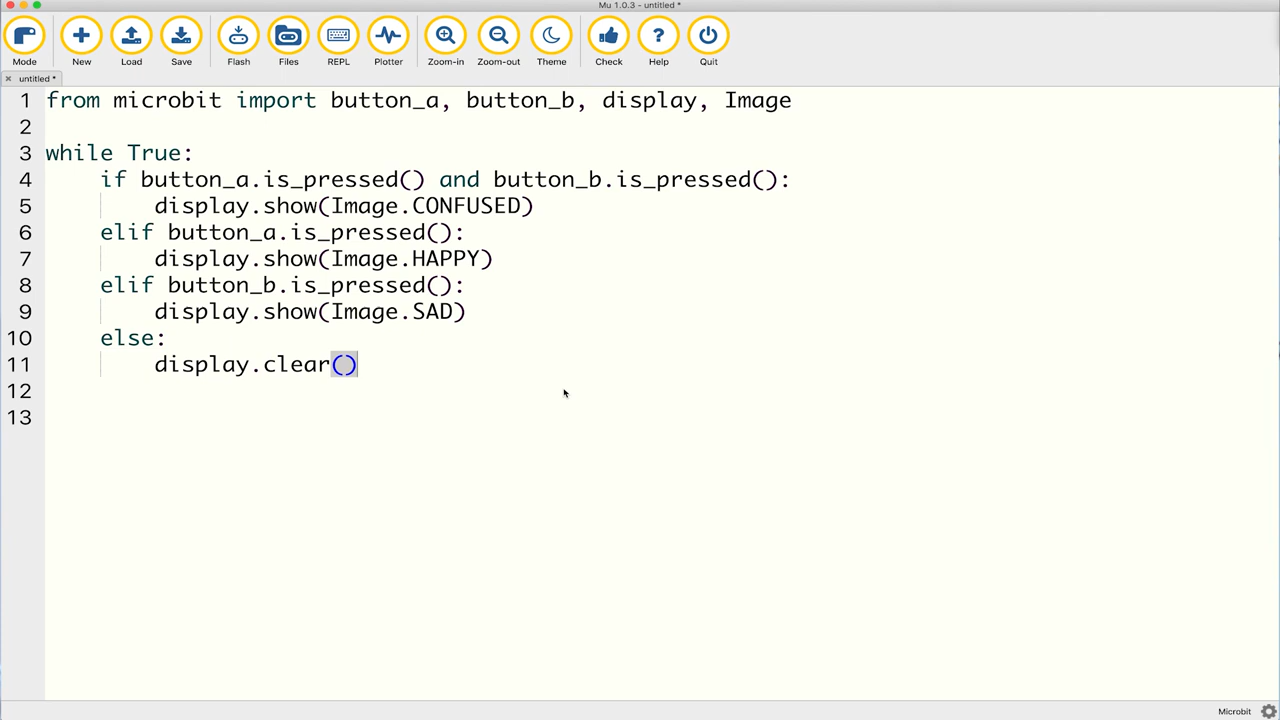 Mu 1.0.3 - untitled *
Mode New Load Save Flash Files REPL Plotter Zoom-in Zoom-out Theme Check Help Quit
untitled *
1 from microbit import button_a, button_b, display, Image
2
3 while True:
4     if button_a.is_pressed() and button_b.is_pressed():
5         display.show(Image.CONFUSED)
6     elif button_a.is_pressed():
7         display.show(Image.HAPPY)
8     elif button_b.is_pressed():
9         display.show(Image.SAD)
10     else:
11         display.clear()
12
13
Microbit